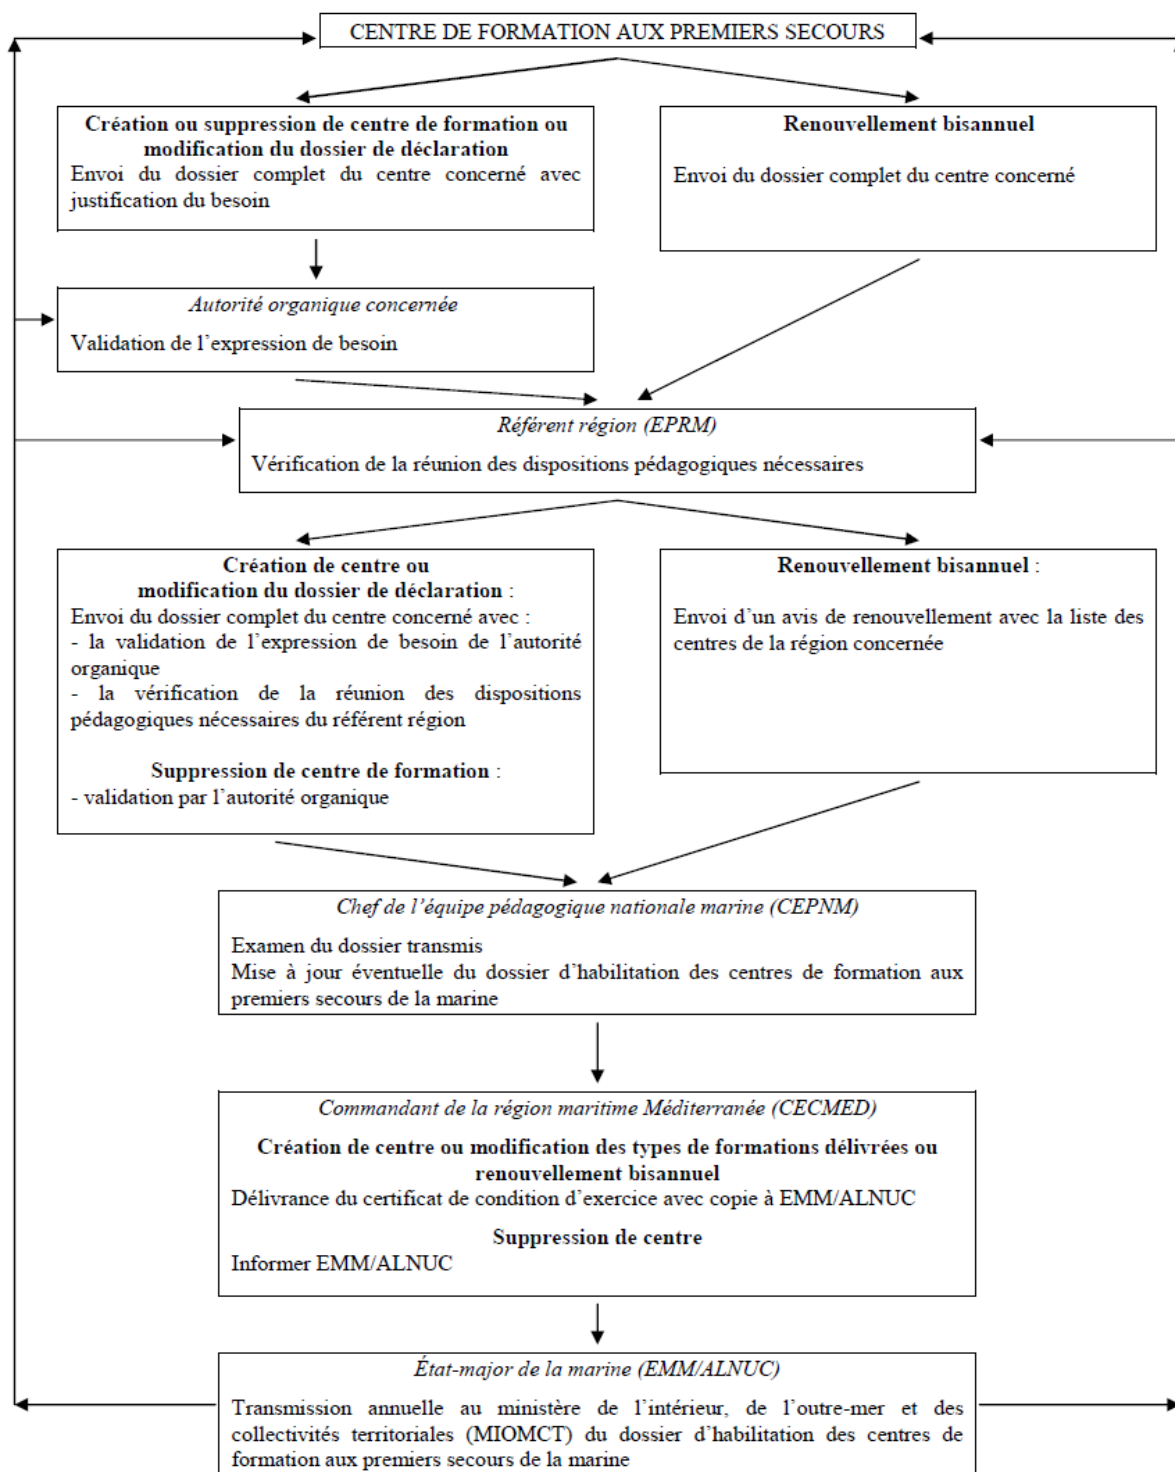 CENTRE DE FORMATION AUX PREMIERS SECOURS
Création ou suppression de centre de formation ou
modification du dossier de déclaration
Envoi du dossier complet du centre concerné avec
justification du besoin
Renouvellement bisannuel
Envoi du dossier complet du centre concerné
Autorité organique concernée
Validation de l'expression de besoin
Référent région (EPRM)
Vérification de la réunion des dispositions pédagogiques nécessaires
Création de centre ou
modification du dossier de déclaration :
Envoi du dossier complet du centre concerné avec :
- la validation de l'expression de besoin de l'autorité
organique
- la vérification de la réunion des dispositions
pédagogiques nécessaires du référent région
Suppression de centre de formation :
- validation par l'autorité organique
Renouvellement bisannuel :
Envoi d'un avis de renouvellement avec la liste des
centres de la région concernée
Chef de l'équipe pédagogique nationale marine (CEPNM)
Examen du dossier transmis
Mise à jour éventuelle du dossier d'habilitation des centres de formation aux
premiers secours de la marine
Commandant de la région maritime Méditerranée (CECMED)
Création de centre ou modification des types de formations délivrées ou
renouvellement bisannuel
Délivrance du certificat de condition d'exercice avec copie à EMM/ALNUC
Suppression de centre
Informer EMM/ALNUC
État-major de la marine (EMM/ALNUC)
Transmission annuelle au ministère de l'intérieur, de l'outre-mer et des
collectivités territoriales (MIOMCT) du dossier d'habilitation des centres de
formation aux premiers secours de la marine